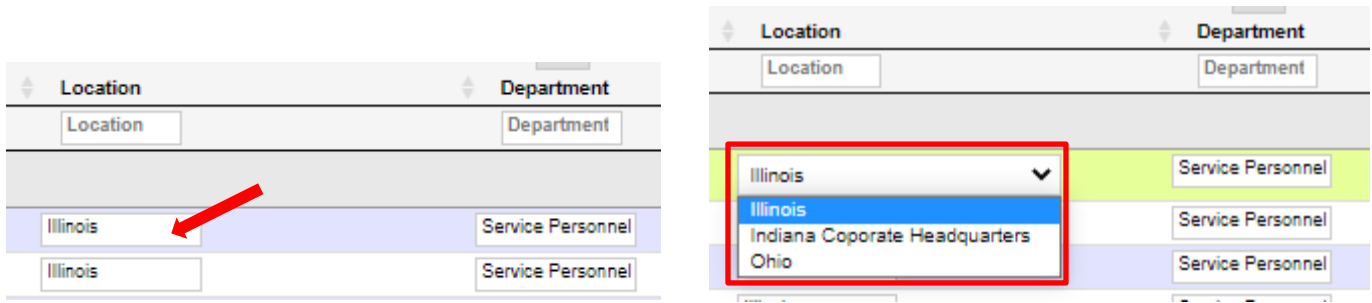 Location Department
Location Department
Illinois Service Personnel
Illinois Service Personnel
Location Department
Location Department
Illinois Service Personnel
Illinois
Indiana Coporate Headquarters Service Personnel
Ohio Service Personnel